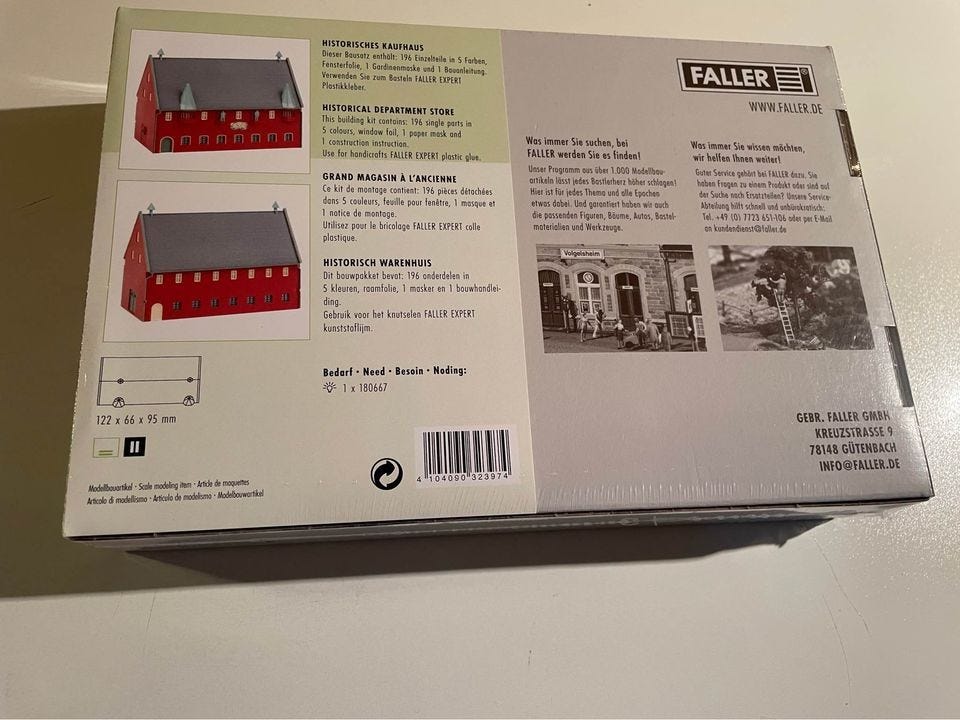 HISTORISCHES KAUFHAUS
Dieser Bausatz enthält: 196 Einzelteile in 5 Farben,
Fensterfolie, 1 Gardinenmaske und 1 Bauanleitung.
Verwenden Sie zum Basteln FALLER EXPERT
Plastikkleber.
HISTORICAL DEPARTMENT STORE
This building kit contains: 196 single parts in
5 colours, window foil, 1 paper mask and
1 construction instruction.
Use for handicrafts FALLER EXPERT plastic glue.
GRAND MAGASIN À L'ANCIENNE
Ce kit de montage contient: 196 pièces détachées
dans 5 couleurs, feuille pour fenêtre, 1 masque et
1 notice de montage.
Utilisez pour le bricolage FALLER EXPERT colle
plastique.
HISTORISCH WARENHUIS
Dit bouwpakket bevat: 196 onderdelen in
5 kleuren, raamfolie, 1 masker en 1 bouwhandlei-
ding.
Gebruik voor het knutselen FALLER EXPERT
kunststoflijm.
Bedarf · Need · Besoin · Noding:
1 x 180667
122 x 66 x 95 mm
II
Modellbauartikel · Scale modeling item · Article de maquettes
Articolo di modellismo · Artículo de modelismo · Modelbouwartikel
4 104090 323974
FALLER
®
WWW.FALLER.DE
Was immer Sie suchen, bei
FALLER werden Sie es finden!
Unser Programm aus über 1.000 Modellbau-
artikeln lässt jedes Bastlerherz höher schlagen!
Hier ist für jedes Thema und alle Epochen
etwas dabei. Und garantiert haben wir auch
die passenden Figuren, Bäume, Autos, Bastel-
materialien und Werkzeuge.
Was immer Sie wissen möchten,
wir helfen Ihnen weiter!
Guter Service gehört bei FALLER dazu. Sie
haben Fragen zu einem Produkt oder sind auf
der Suche nach Ersatzteilen? Unsere Service-
Abteilung hilft schnell und unbürokratisch:
Tel. +49 (0) 7723 651-106 oder per E-Mail
an kundendienst@faller.de
Volgelsheim
GEBR. FALLER GMBH
KREUZSTRASSE 9
78148 GÜTENBACH
INFO@FALLER.DE